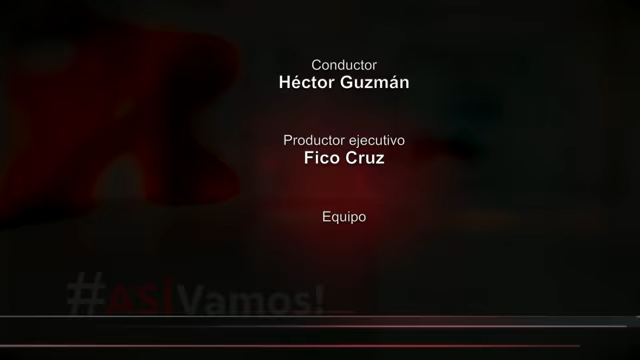 Conductor
Héctor Guzmán
Productor ejecutivo
Fico Cruz
Equipo
#ASÍVamos!